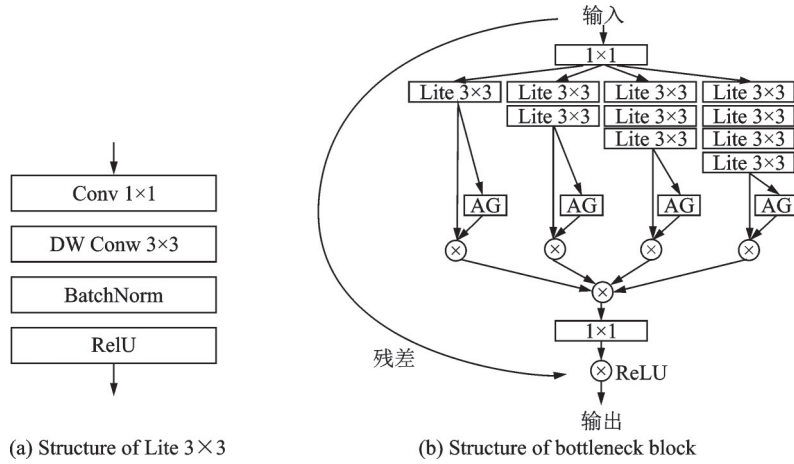 Conv 1×1
DW Conw 3×3
BatchNorm
RelU
(a) Structure of Lite 3×3
输入
1×1
Lite 3×3 Lite 3×3 Lite 3×3 Lite 3×3
Lite 3×3 Lite 3×3 Lite 3×3
Lite 3×3 Lite 3×3
Lite 3×3
AG AG AG AG
× × × ×
×
1×1
残差
× ReLU
输出
(b) Structure of bottleneck block